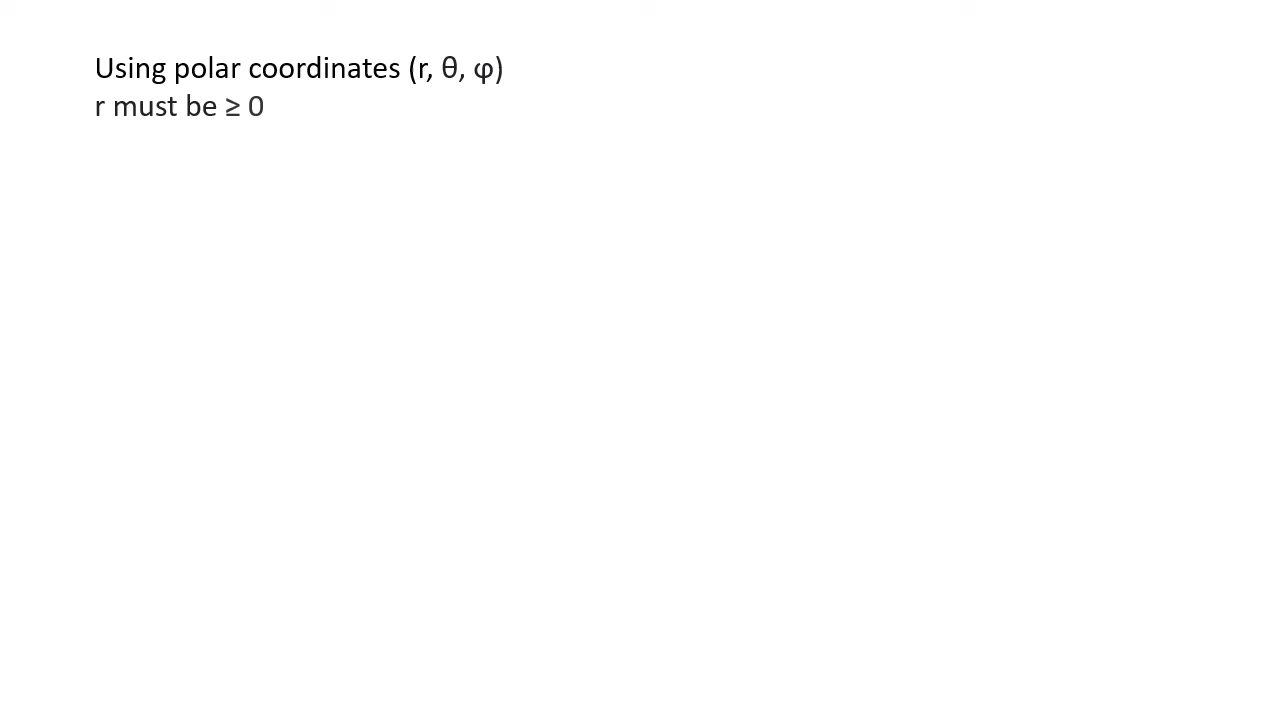 Using polar coordinates (r, θ, φ)
r must be ≥ 0